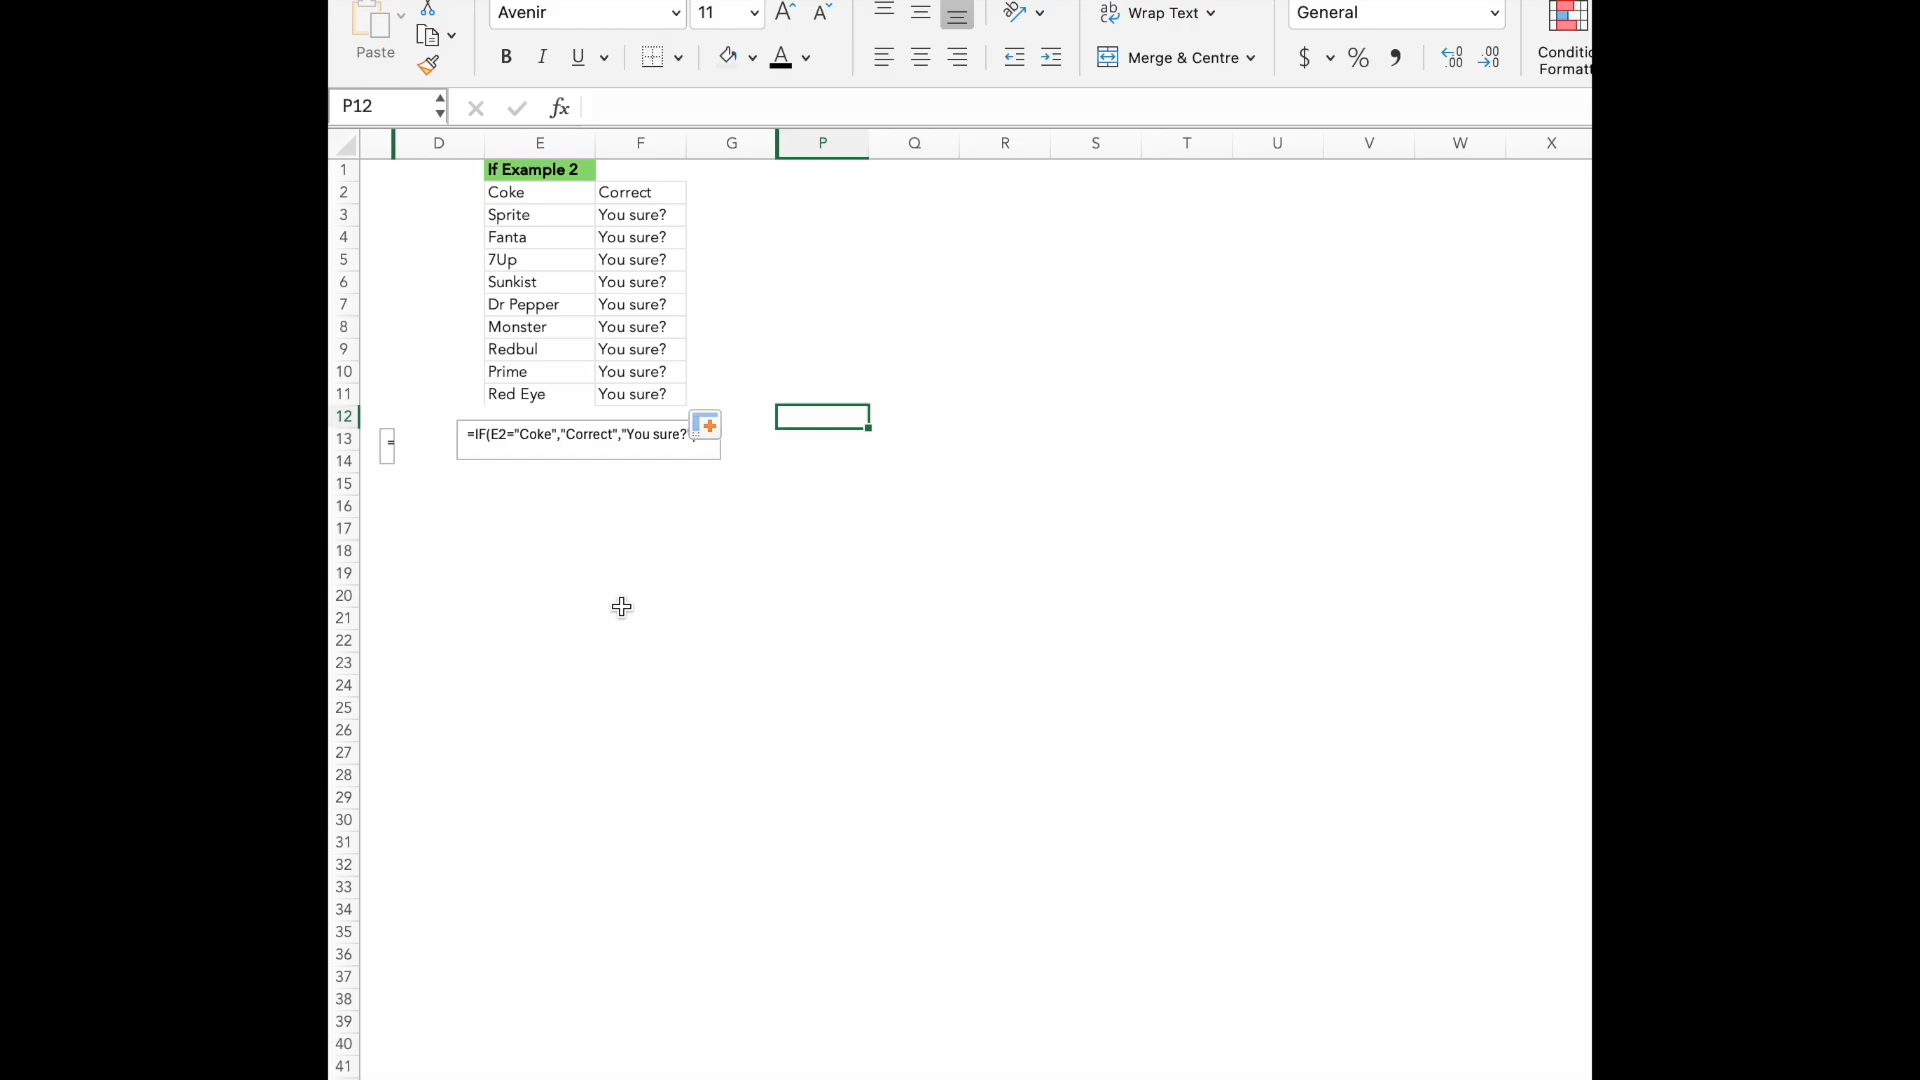 Avenir 11 Wrap Text General
Paste B I U Merge & Centre $ % Conditio
Formatt
P12 fx
D E F G P Q R S T U V W X
1 If Example 2
2 Coke Correct
3 Sprite You sure?
4 Fanta You sure?
5 7Up You sure?
6 Sunkist You sure?
7 Dr Pepper You sure?
8 Monster You sure?
9 Redbul You sure?
10 Prime You sure?
11 Red Eye You sure?
12
13 = =IF(E2="Coke","Correct","You sure?"
14
15
16
17
18
19
20
21
22
23
24
25
26
27
28
29
30
31
32
33
34
35
36
37
38
39
40
41